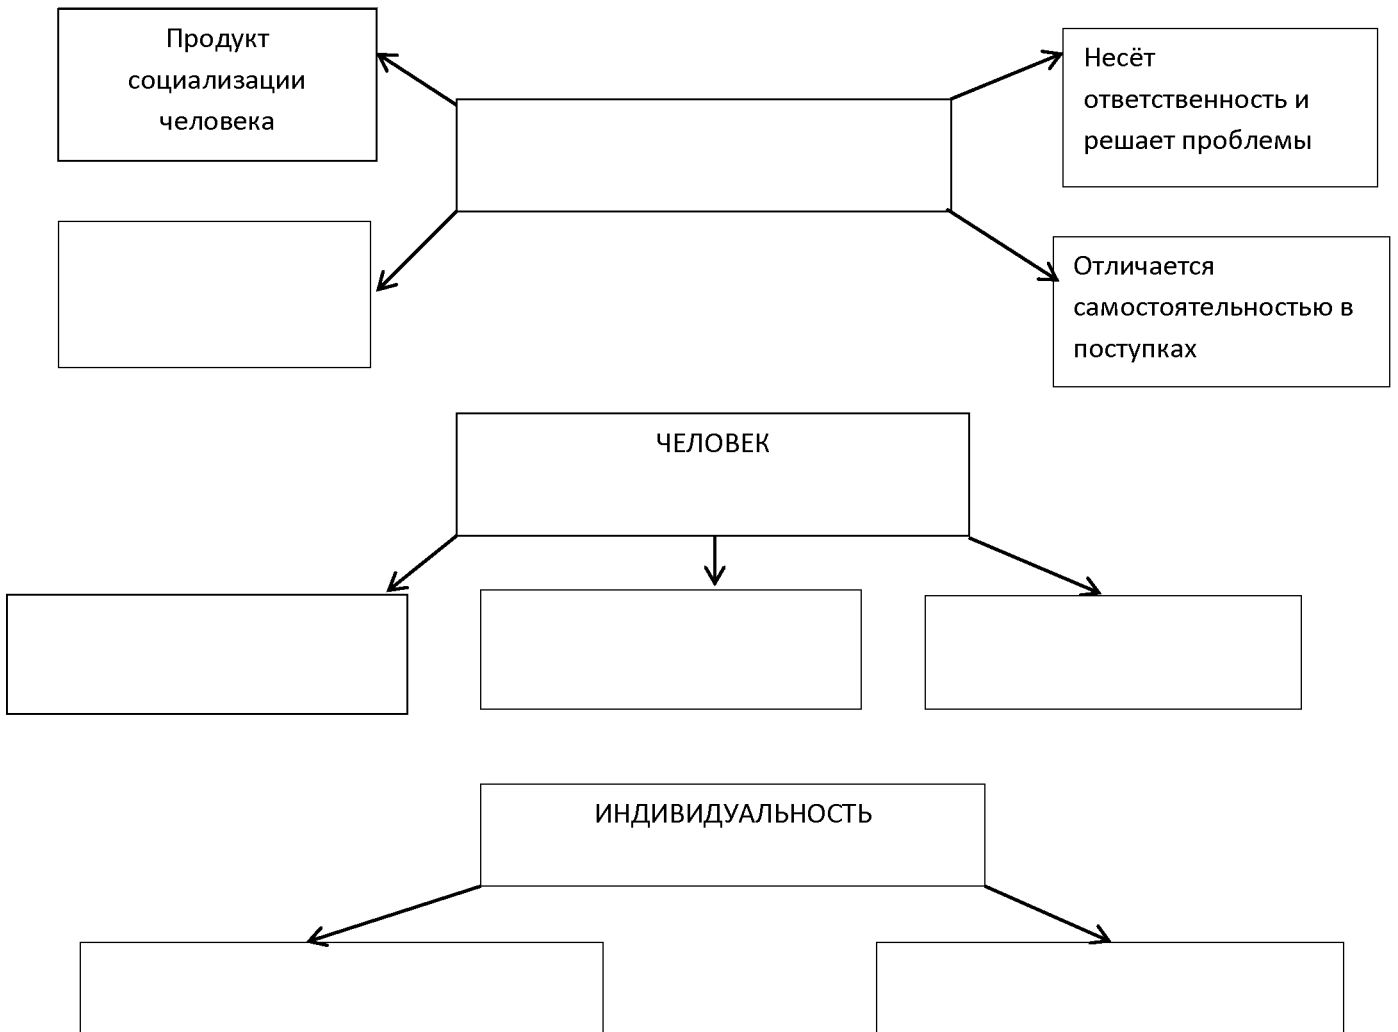 Продукт
социализации
человека
Несёт
ответственность и
решает проблемы
Отличается
самостоятельностью в
поступках
ЧЕЛОВЕК
ИНДИВИДУАЛЬНОСТЬ